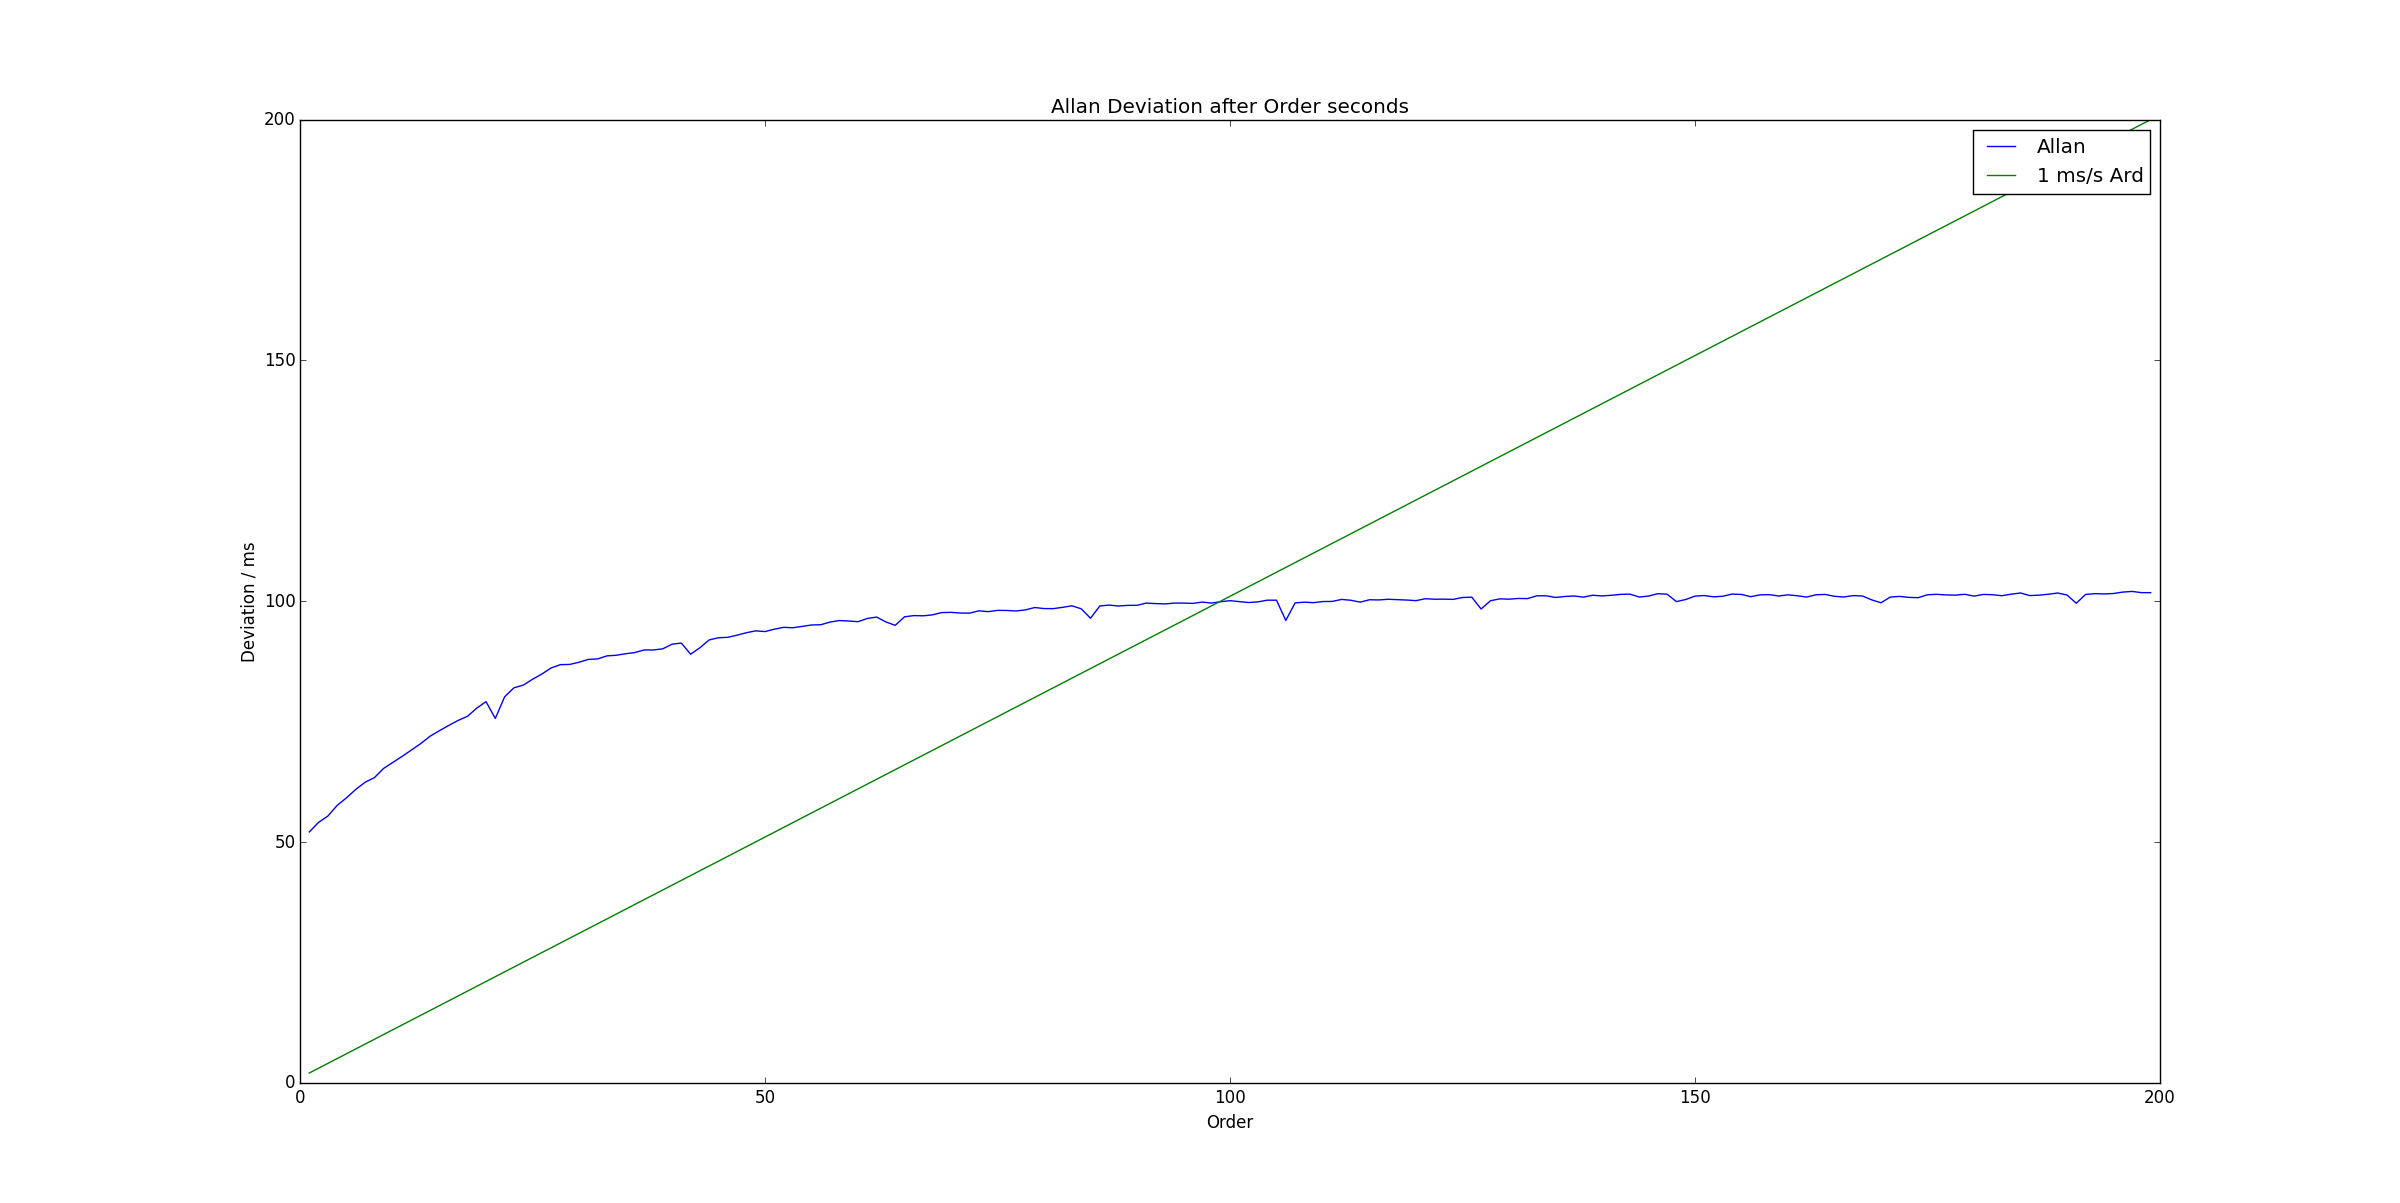 Allan Deviation after Order seconds
200
150
100
50
0
Deviation / ms
Allan
1 ms/s Ard
0 50 100 150 200
Order